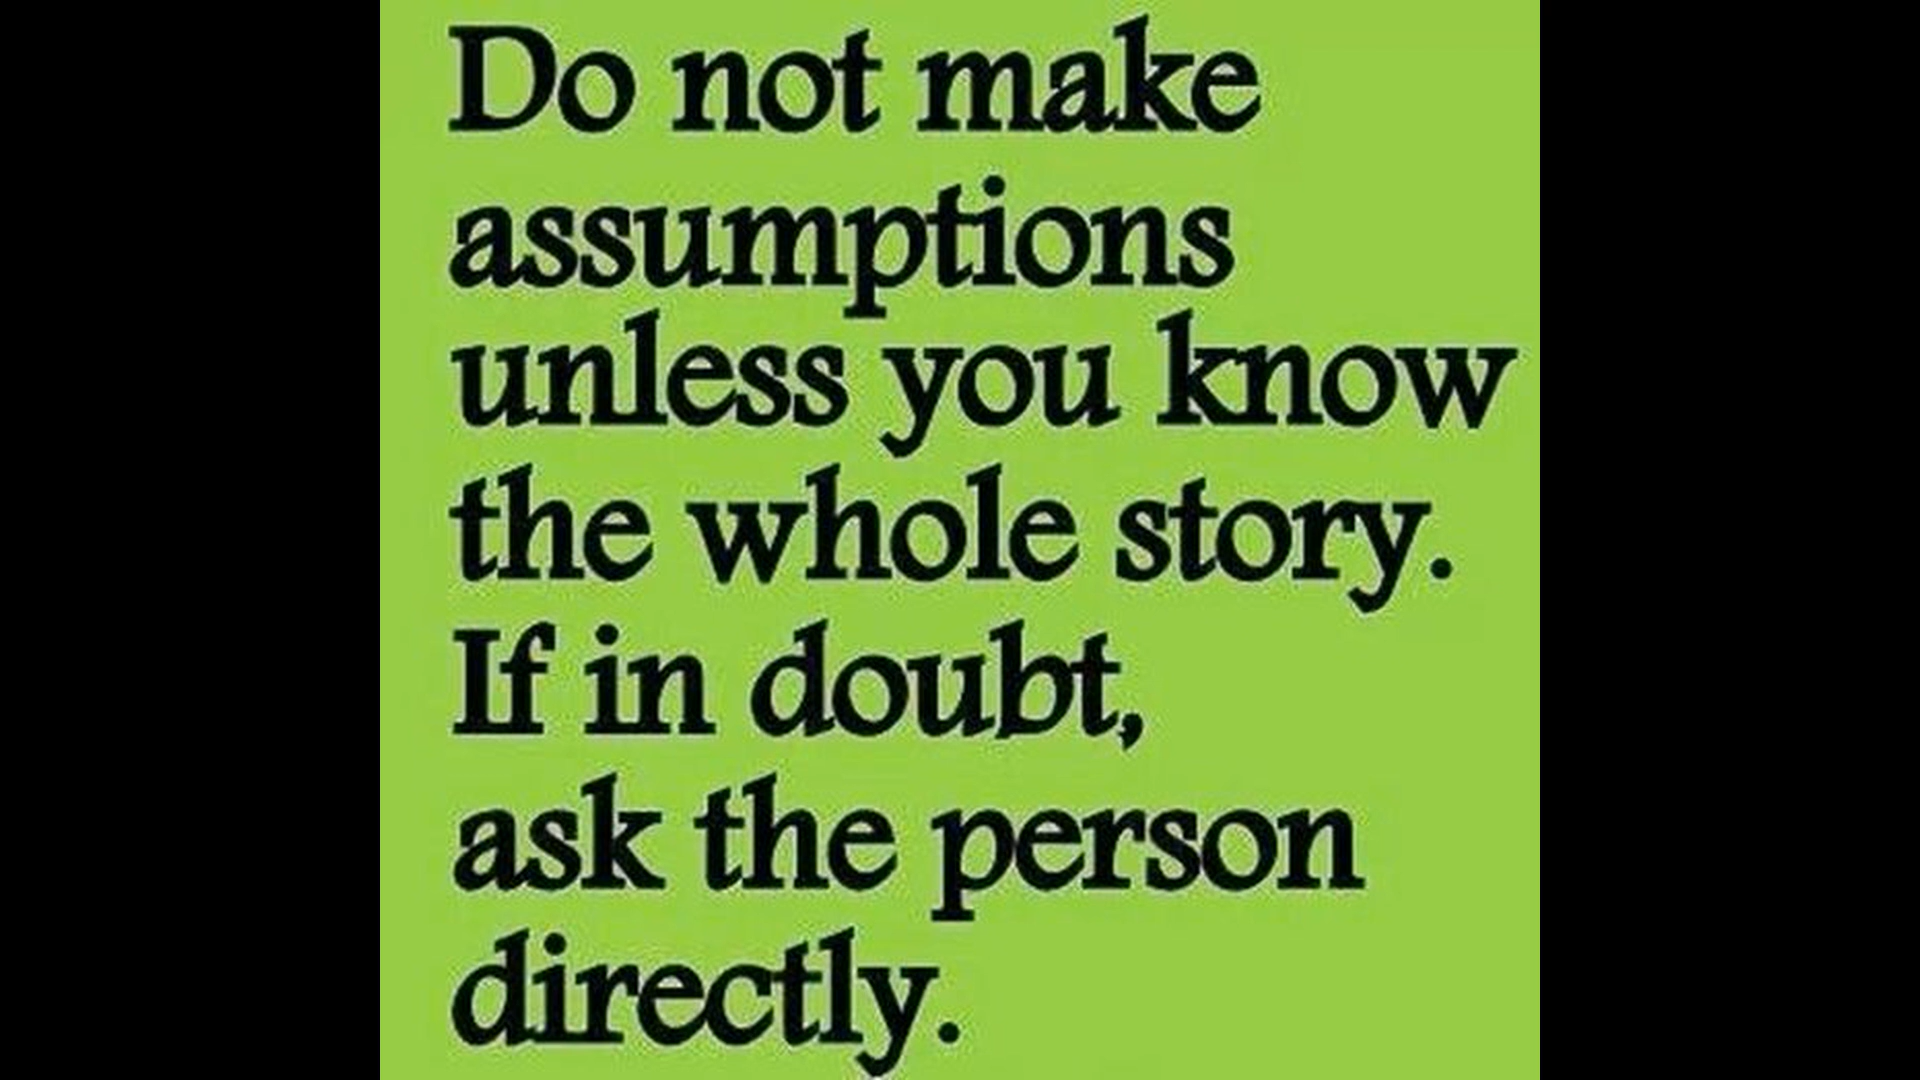 Do not make
assumptions
unless you know
the whole story.
If in doubt,
ask the person
directly.